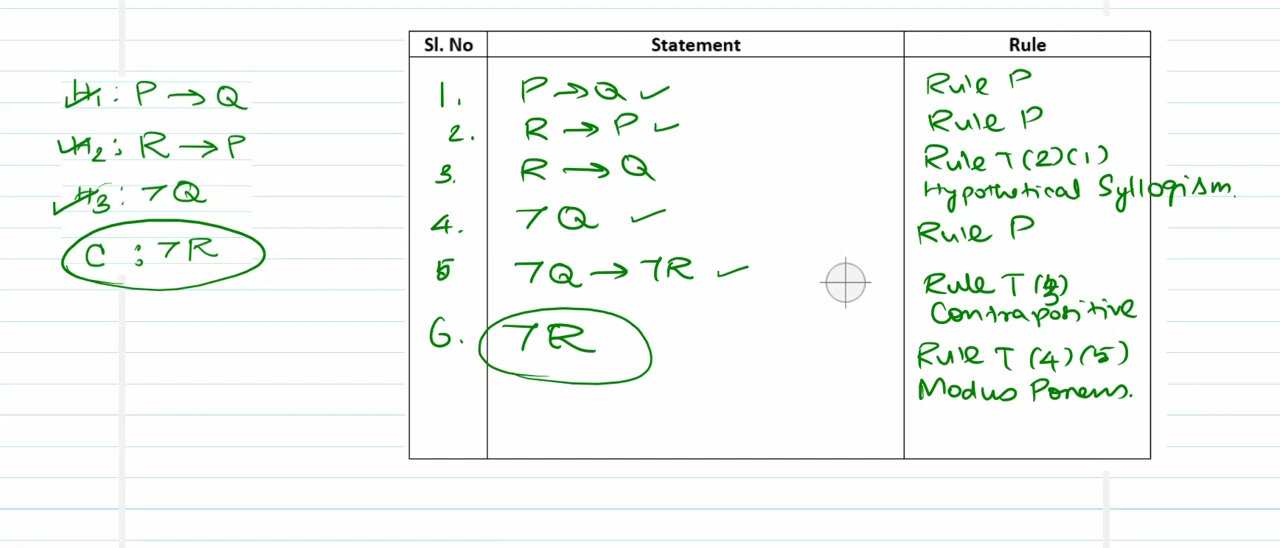 H1 : P → Q
H2 : R → P
H3 : ¬Q
C : ¬R
Sl. No Statement Rule
1. P → Q ✓ Rule P
2. R → P ✓ Rule P
3. R → Q Rule T (2)(1)
Hypothetical Syllogism.
4. ¬Q ✓ Rule P
5 ¬Q → ¬R ✓ Rule T (3)
Contrapositive
6. ¬R Rule T (4)(5)
Modus Ponens.